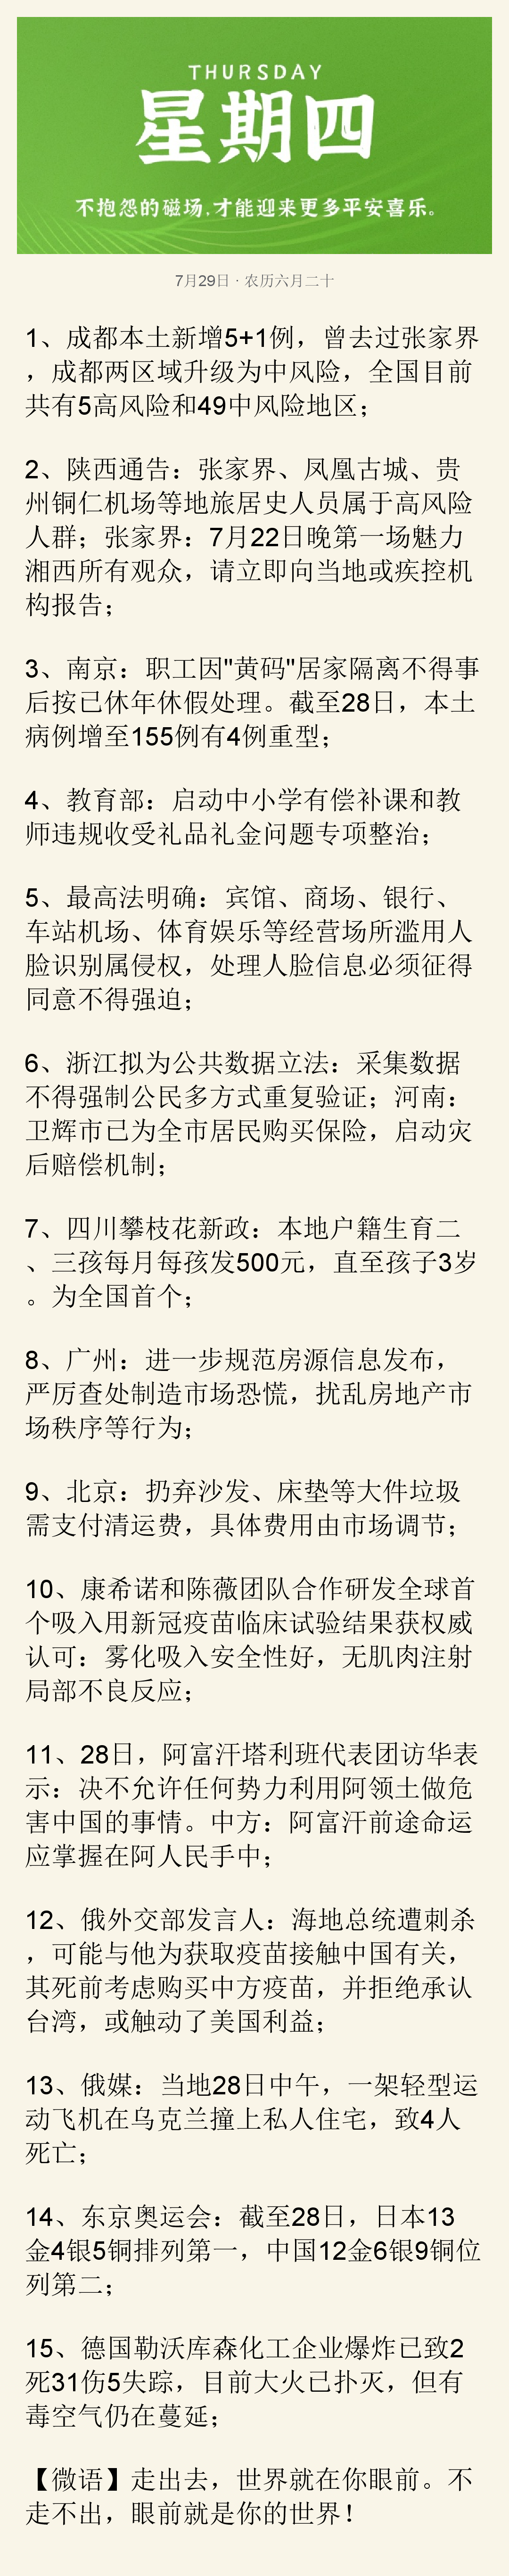 THURSDAY
星期四
不抱怨的磁场,才能迎来更多平安喜乐。
7月29日 · 农历六月二十
1、成都本土新增5+1例，曾去过张家界
，成都两区域升级为中风险，全国目前
共有5高风险和49中风险地区；
2、陕西通告：张家界、凤凰古城、贵
州铜仁机场等地旅居史人员属于高风险
人群；张家界：7月22日晚第一场魅力
湘西所有观众，请立即向当地或疾控机
构报告；
3、南京：职工因"黄码"居家隔离不得事
后按已休年休假处理。截至28日，本土
病例增至155例有4例重型；
4、教育部：启动中小学有偿补课和教
师违规收受礼品礼金问题专项整治；
5、最高法明确：宾馆、商场、银行、
车站机场、体育娱乐等经营场所滥用人
脸识别属侵权，处理人脸信息必须征得
同意不得强迫；
6、浙江拟为公共数据立法：采集数据
不得强制公民多方式重复验证；河南：
卫辉市已为全市居民购买保险，启动灾
后赔偿机制；
7、四川攀枝花新政：本地户籍生育二
、三孩每月每孩发500元，直至孩子3岁
。为全国首个；
8、广州：进一步规范房源信息发布，
严厉查处制造市场恐慌，扰乱房地产市
场秩序等行为；
9、北京：扔弃沙发、床垫等大件垃圾
需支付清运费，具体费用由市场调节；
10、康希诺和陈薇团队合作研发全球首
个吸入用新冠疫苗临床试验结果获权威
认可：雾化吸入安全性好，无肌肉注射
局部不良反应；
11、28日，阿富汗塔利班代表团访华表
示：决不允许任何势力利用阿领土做危
害中国的事情。中方：阿富汗前途命运
应掌握在阿人民手中；
12、俄外交部发言人：海地总统遭刺杀
，可能与他为获取疫苗接触中国有关，
其死前考虑购买中方疫苗，并拒绝承认
台湾，或触动了美国利益；
13、俄媒：当地28日中午，一架轻型运
动飞机在乌克兰撞上私人住宅，致4人
死亡；
14、东京奥运会：截至28日，日本13
金4银5铜排列第一，中国12金6银9铜位
列第二；
15、德国勒沃库森化工企业爆炸已致2
死31伤5失踪，目前大火已扑灭，但有
毒空气仍在蔓延；
【微语】走出去，世界就在你眼前。不
走不出，眼前就是你的世界！